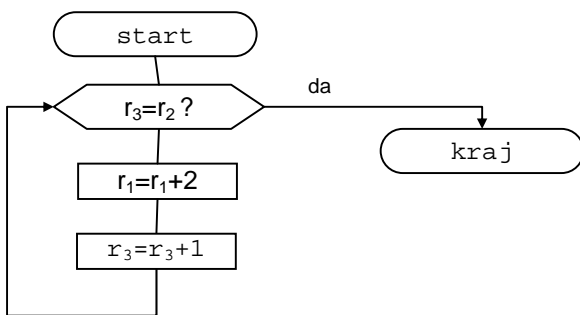 start
r₃=r₂ ?
da
kraj
r₁=r₁+2
r₃=r₃+1